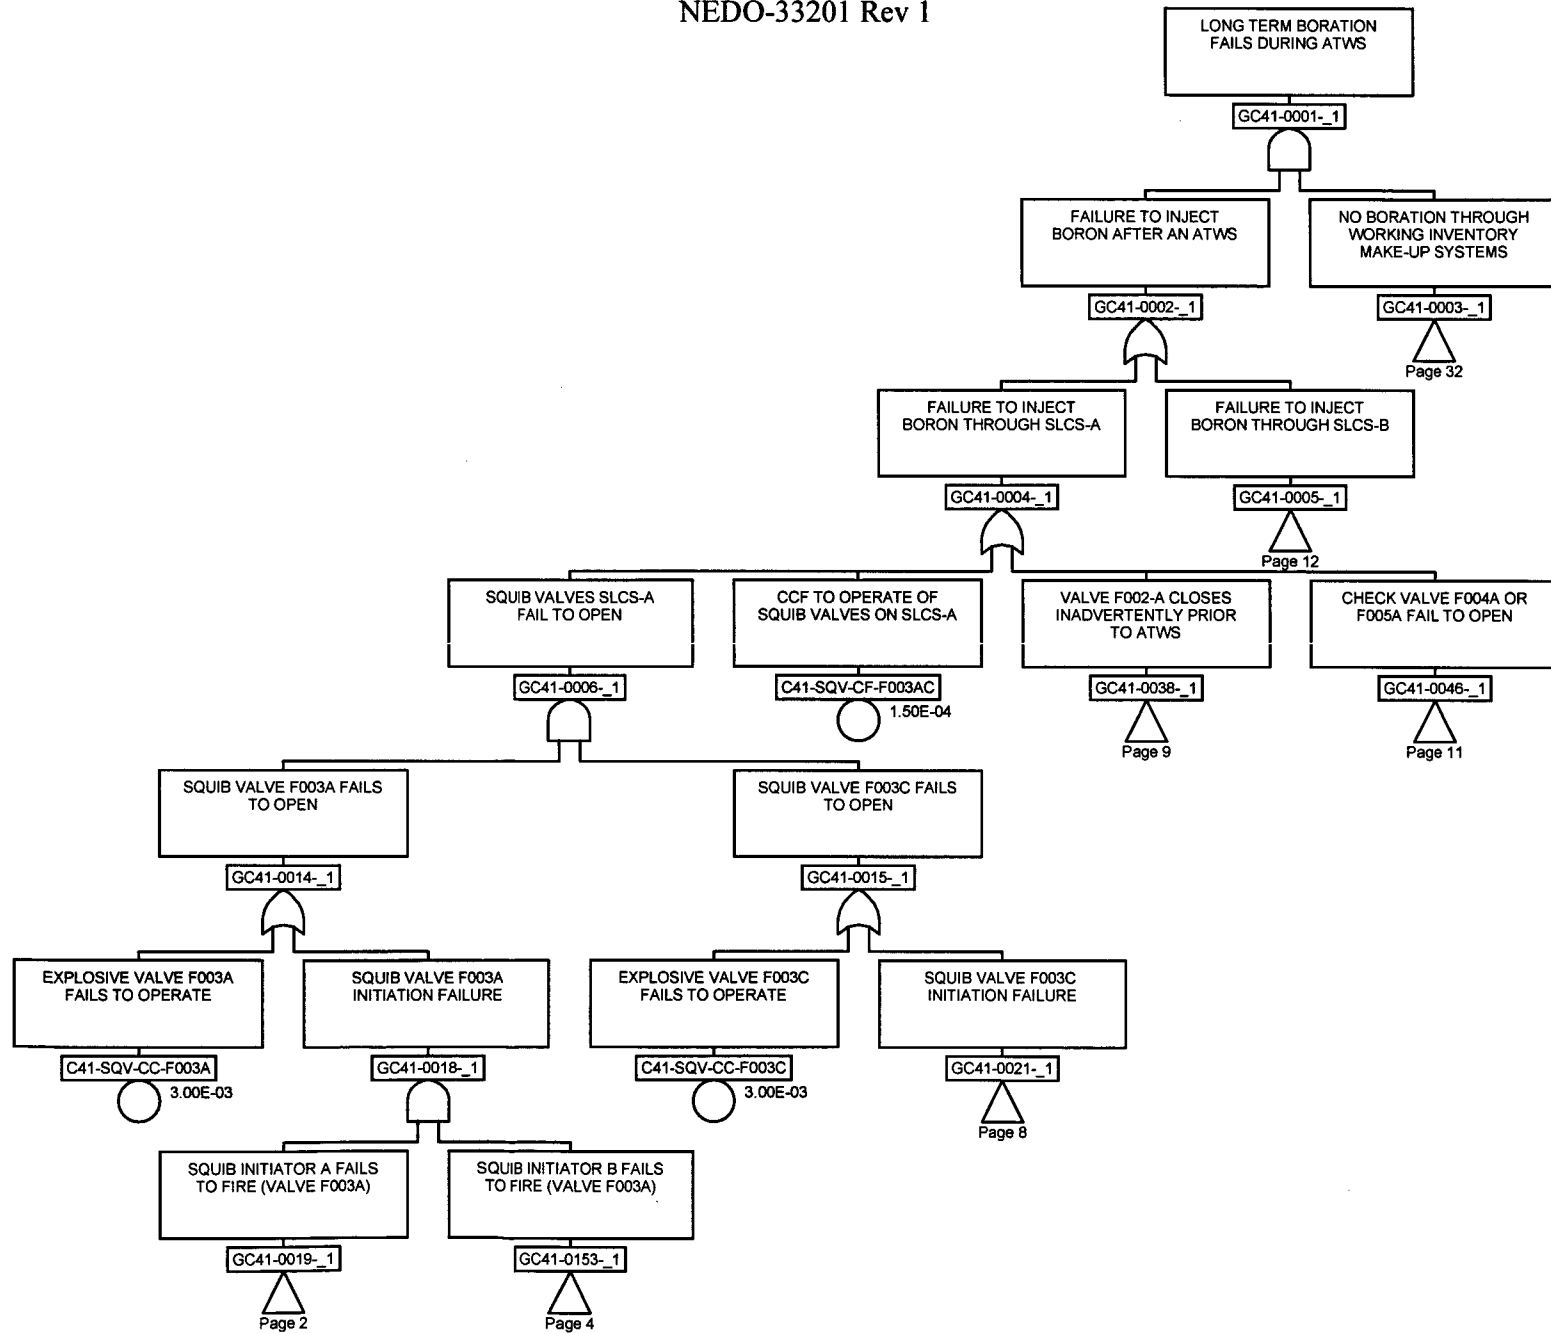 NEDO-33201 Rev 1
LONG TERM BORATION
FAILS DURING ATWS
GC41-0001-_1
FAILURE TO INJECT
BORON AFTER AN ATWS
GC41-0002-_1
NO BORATION THROUGH
WORKING INVENTORY
MAKE-UP SYSTEMS
GC41-0003-_1
Page 32
FAILURE TO INJECT
BORON THROUGH SLCS-A
GC41-0004-_1
FAILURE TO INJECT
BORON THROUGH SLCS-B
GC41-0005-_1
Page 12
SQUIB VALVES SLCS-A
FAIL TO OPEN
GC41-0006-_1
CCF TO OPERATE OF
SQUIB VALVES ON SLCS-A
C41-SQV-CF-F003AC
1.50E-04
VALVE F002-A CLOSES
INADVERTENTLY PRIOR
TO ATWS
GC41-0038-_1
Page 9
CHECK VALVE F004A OR
F005A FAIL TO OPEN
GC41-0046-_1
Page 11
SQUIB VALVE F003A FAILS
TO OPEN
GC41-0014-_1
SQUIB VALVE F003C FAILS
TO OPEN
GC41-0015-_1
EXPLOSIVE VALVE F003A
FAILS TO OPERATE
C41-SQV-CC-F003A
3.00E-03
SQUIB VALVE F003A
INITIATION FAILURE
GC41-0018-_1
EXPLOSIVE VALVE F003C
FAILS TO OPERATE
C41-SQV-CC-F003C
3.00E-03
SQUIB VALVE F003C
INITIATION FAILURE
GC41-0021-_1
Page 8
SQUIB INITIATOR A FAILS
TO FIRE (VALVE F003A)
GC41-0019-_1
Page 2
SQUIB INITIATOR B FAILS
TO FIRE (VALVE F003A)
GC41-0153-_1
Page 4